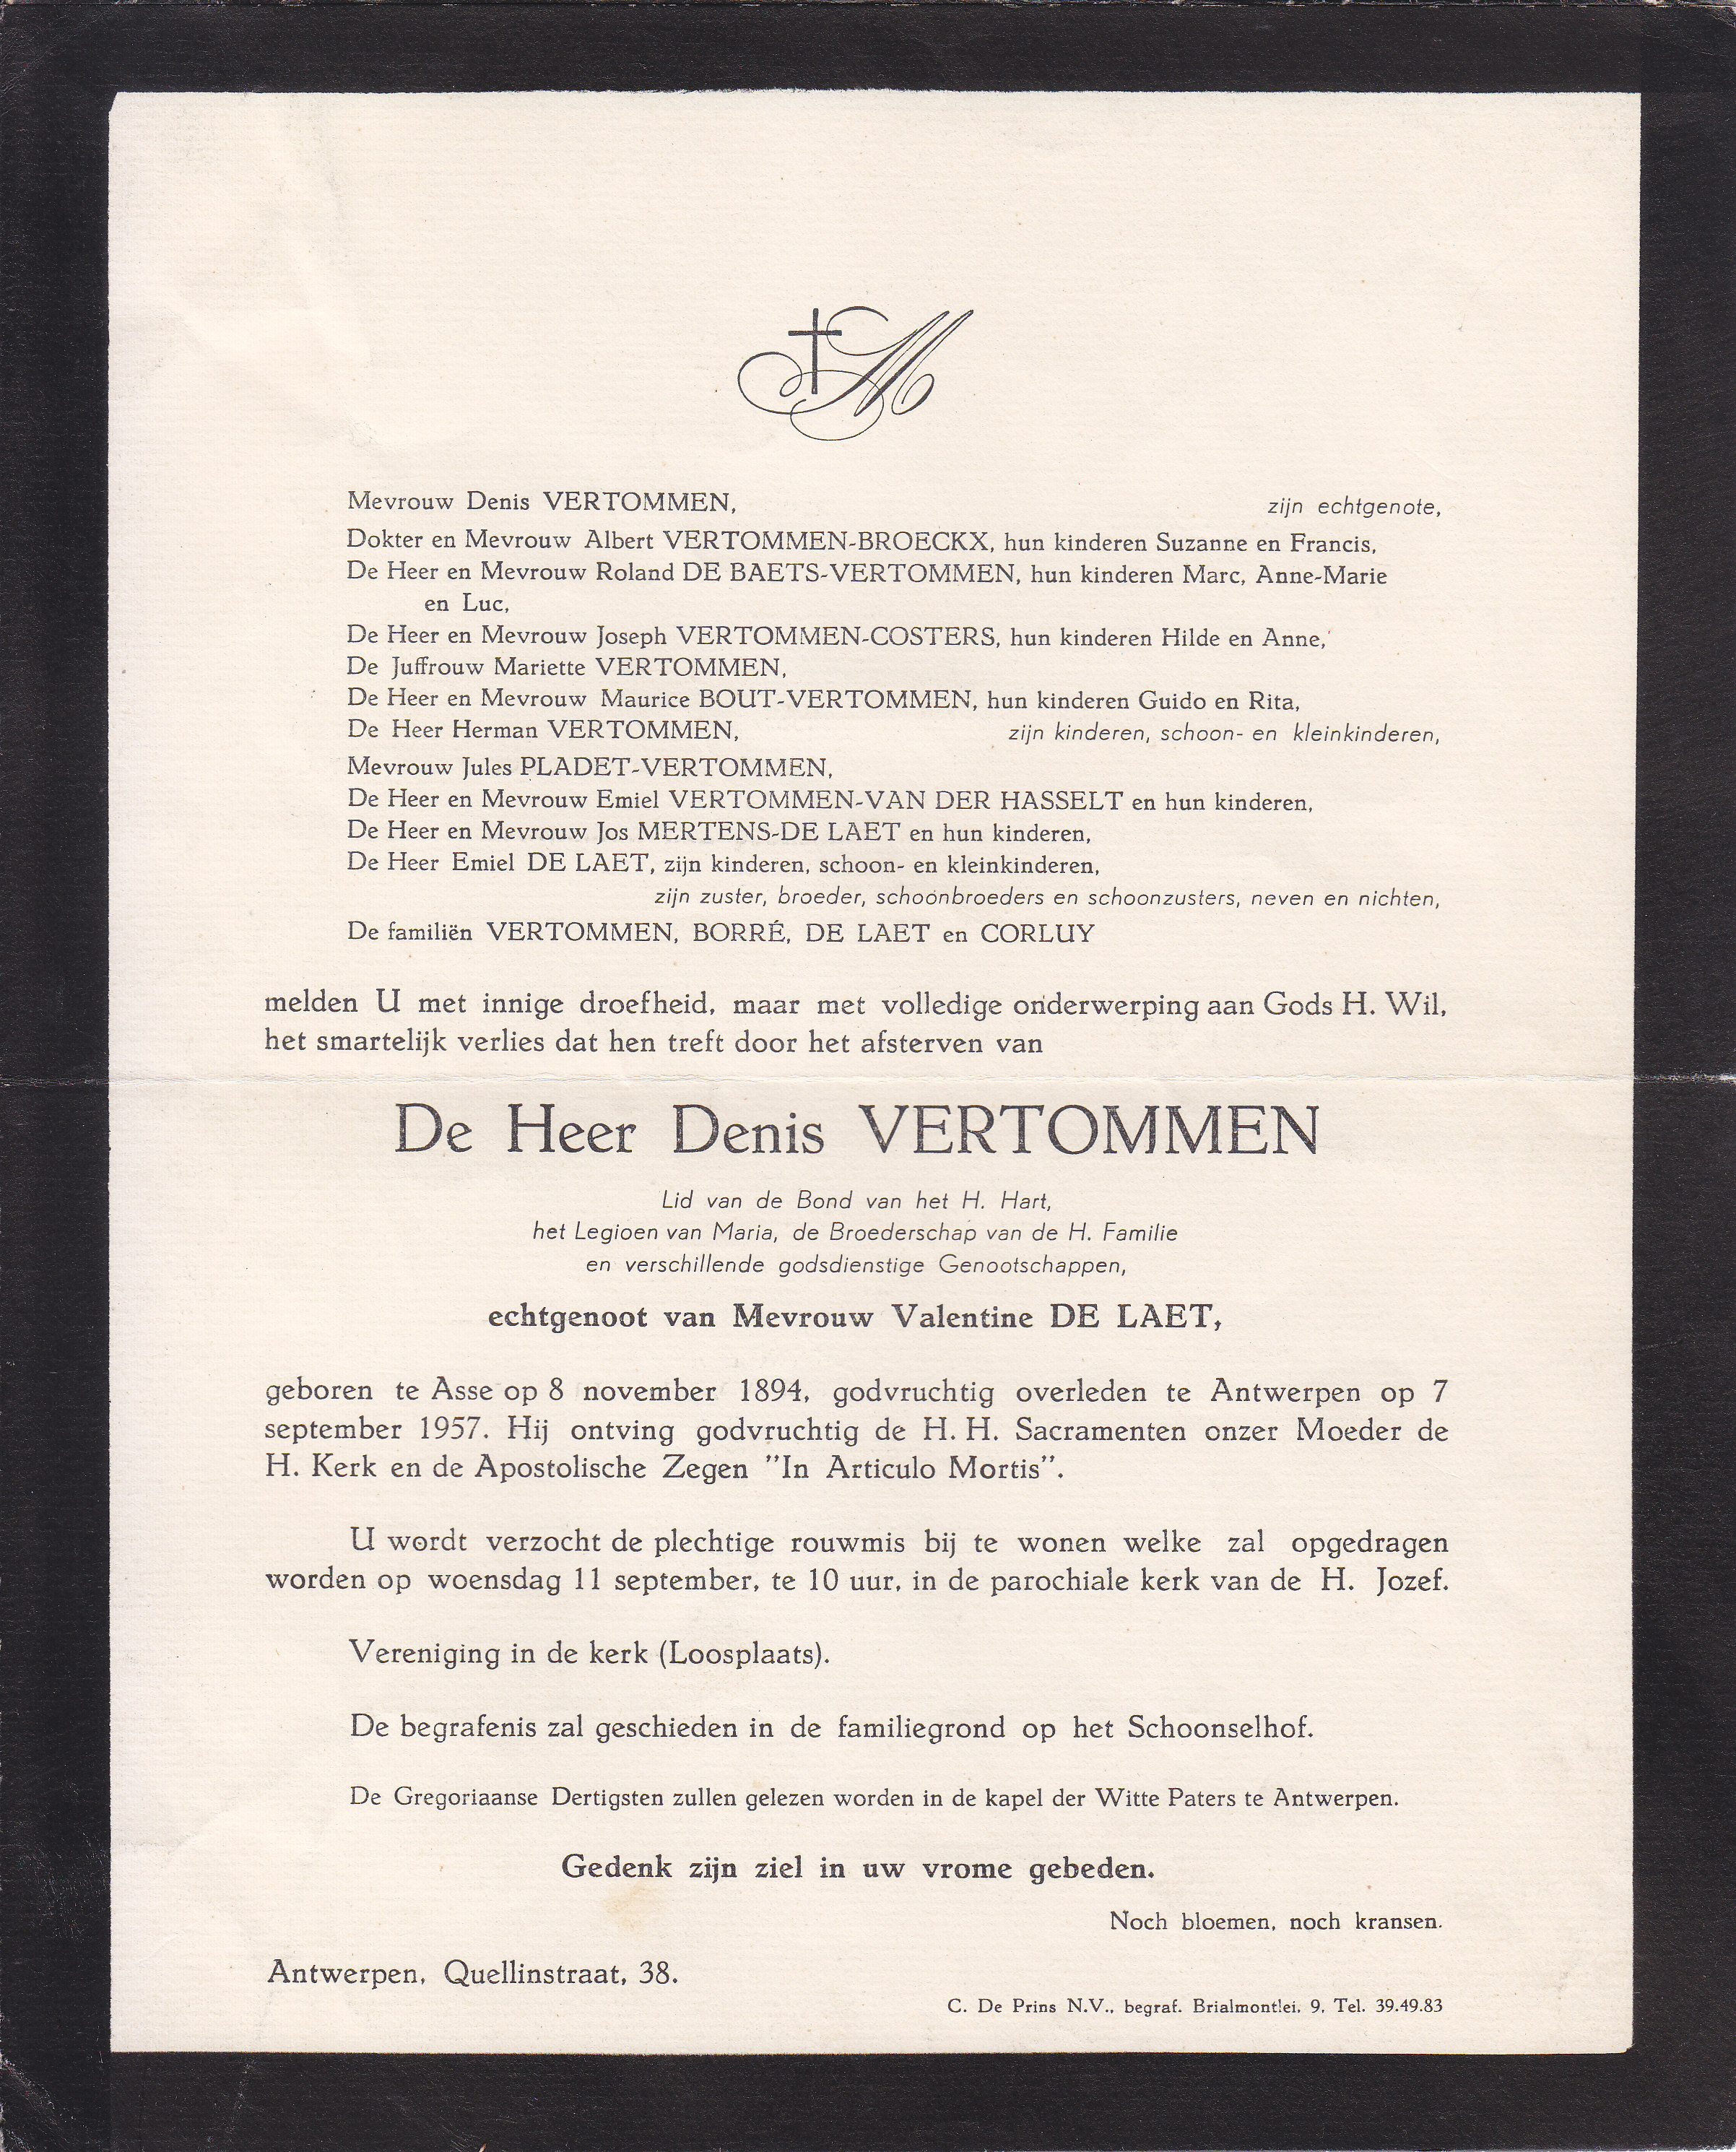 M
Mevrouw Denis VERTOMMEN, zijn echtgenote,
Dokter en Mevrouw Albert VERTOMMEN-BROECKX, hun kinderen Suzanne en Francis,
De Heer en Mevrouw Roland DE BAETS-VERTOMMEN, hun kinderen Marc, Anne-Marie
en Luc,
De Heer en Mevrouw Joseph VERTOMMEN-COSTERS, hun kinderen Hilde en Anne,
De Juffrouw Mariette VERTOMMEN,
De Heer en Mevrouw Maurice BOUT-VERTOMMEN, hun kinderen Guido en Rita,
De Heer Herman VERTOMMEN, zijn kinderen, schoon- en kleinkinderen,
Mevrouw Jules PLADET-VERTOMMEN,
De Heer en Mevrouw Emiel VERTOMMEN-VAN DER HASSELT en hun kinderen,
De Heer en Mevrouw Jos MERTENS-DE LAET en hun kinderen,
De Heer Emiel DE LAET, zijn kinderen, schoon- en kleinkinderen,
zijn zuster, broeder, schoonbroeders en schoonzusters, neven en nichten,
De familiën VERTOMMEN, BORRÉ, DE LAET en CORLUY
melden U met innige droefheid, maar met volledige onderwerping aan Gods H. Wil,
het smartelijk verlies dat hen treft door het afsterven van
De Heer Denis VERTOMMEN
Lid van de Bond van het H. Hart,
het Legioen van Maria, de Broederschap van de H. Familie
en verschillende godsdienstige Genootschappen,
echtgenoot van Mevrouw Valentine DE LAET,
geboren te Asse op 8 november 1894, godvruchtig overleden te Antwerpen op 7
september 1957. Hij ontving godvruchtig de H. H. Sacramenten onzer Moeder de
H. Kerk en de Apostolische Zegen "In Articulo Mortis".
U wordt verzocht de plechtige rouwmis bij te wonen welke zal opgedragen
worden op woensdag 11 september, te 10 uur, in de parochiale kerk van de H. Jozef.
Vereniging in de kerk (Loosplaats).
De begrafenis zal geschieden in de familiegrond op het Schoonselhof.
De Gregoriaanse Dertigsten zullen gelezen worden in de kapel der Witte Paters te Antwerpen.
Gedenk zijn ziel in uw vrome gebeden.
Noch bloemen, noch kransen.
Antwerpen, Quellinstraat, 38.
C. De Prins N.V., begraf. Brialmontlei, 9, Tel. 39.49.83